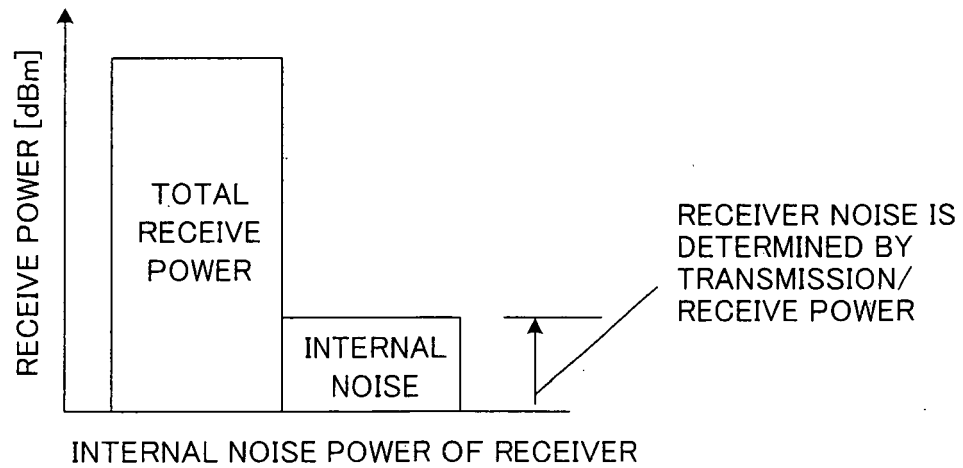 RECEIVE POWER [dBm]
TOTAL
RECEIVE
POWER
INTERNAL
NOISE
RECEIVER NOISE IS
DETERMINED BY
TRANSMISSION/
RECEIVE POWER
INTERNAL NOISE POWER OF RECEIVER